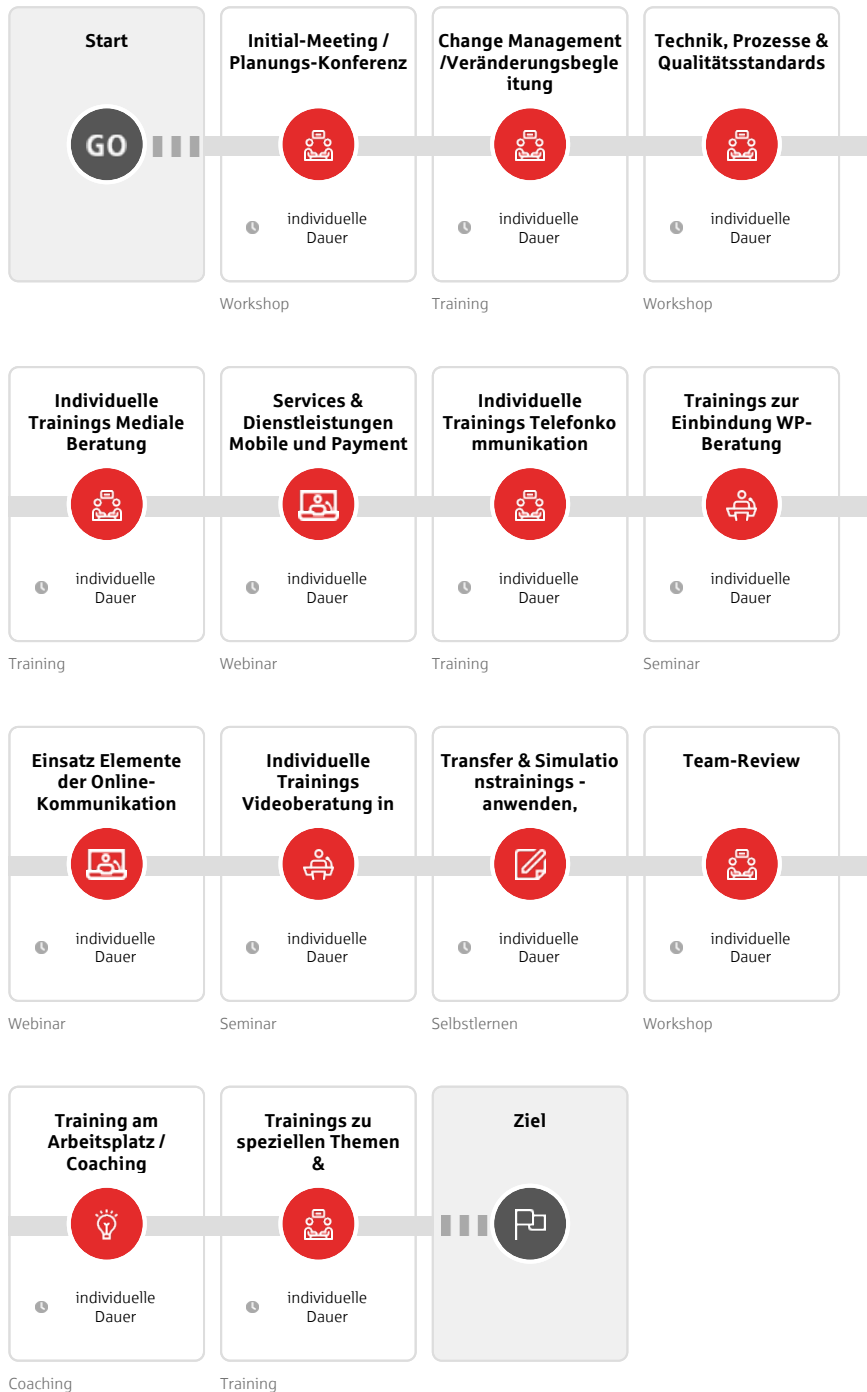 Start
GO
Initial-Meeting /
Planungs-Konferenz
individuelle
Dauer
Workshop
Change Management
/Veränderungsbegle
itung
individuelle
Dauer
Training
Technik, Prozesse &
Qualitätsstandards
individuelle
Dauer
Workshop
Individuelle
Trainings Mediale
Beratung
individuelle
Dauer
Training
Services &
Dienstleistungen
Mobile und Payment
individuelle
Dauer
Webinar
Individuelle
Trainings Telefonko
mmunikation
individuelle
Dauer
Training
Trainings zur
Einbindung WP-
Beratung
individuelle
Dauer
Seminar
Einsatz Elemente
der Online-
Kommunikation
individuelle
Dauer
Webinar
Individuelle
Trainings
Videoberatung in
individuelle
Dauer
Seminar
Transfer & Simulatio
nstrainings -
anwenden,
individuelle
Dauer
Selbstlernen
Team-Review
individuelle
Dauer
Workshop
Training am
Arbeitsplatz /
Coaching
individuelle
Dauer
Coaching
Trainings zu
speziellen Themen
&
individuelle
Dauer
Training
Ziel